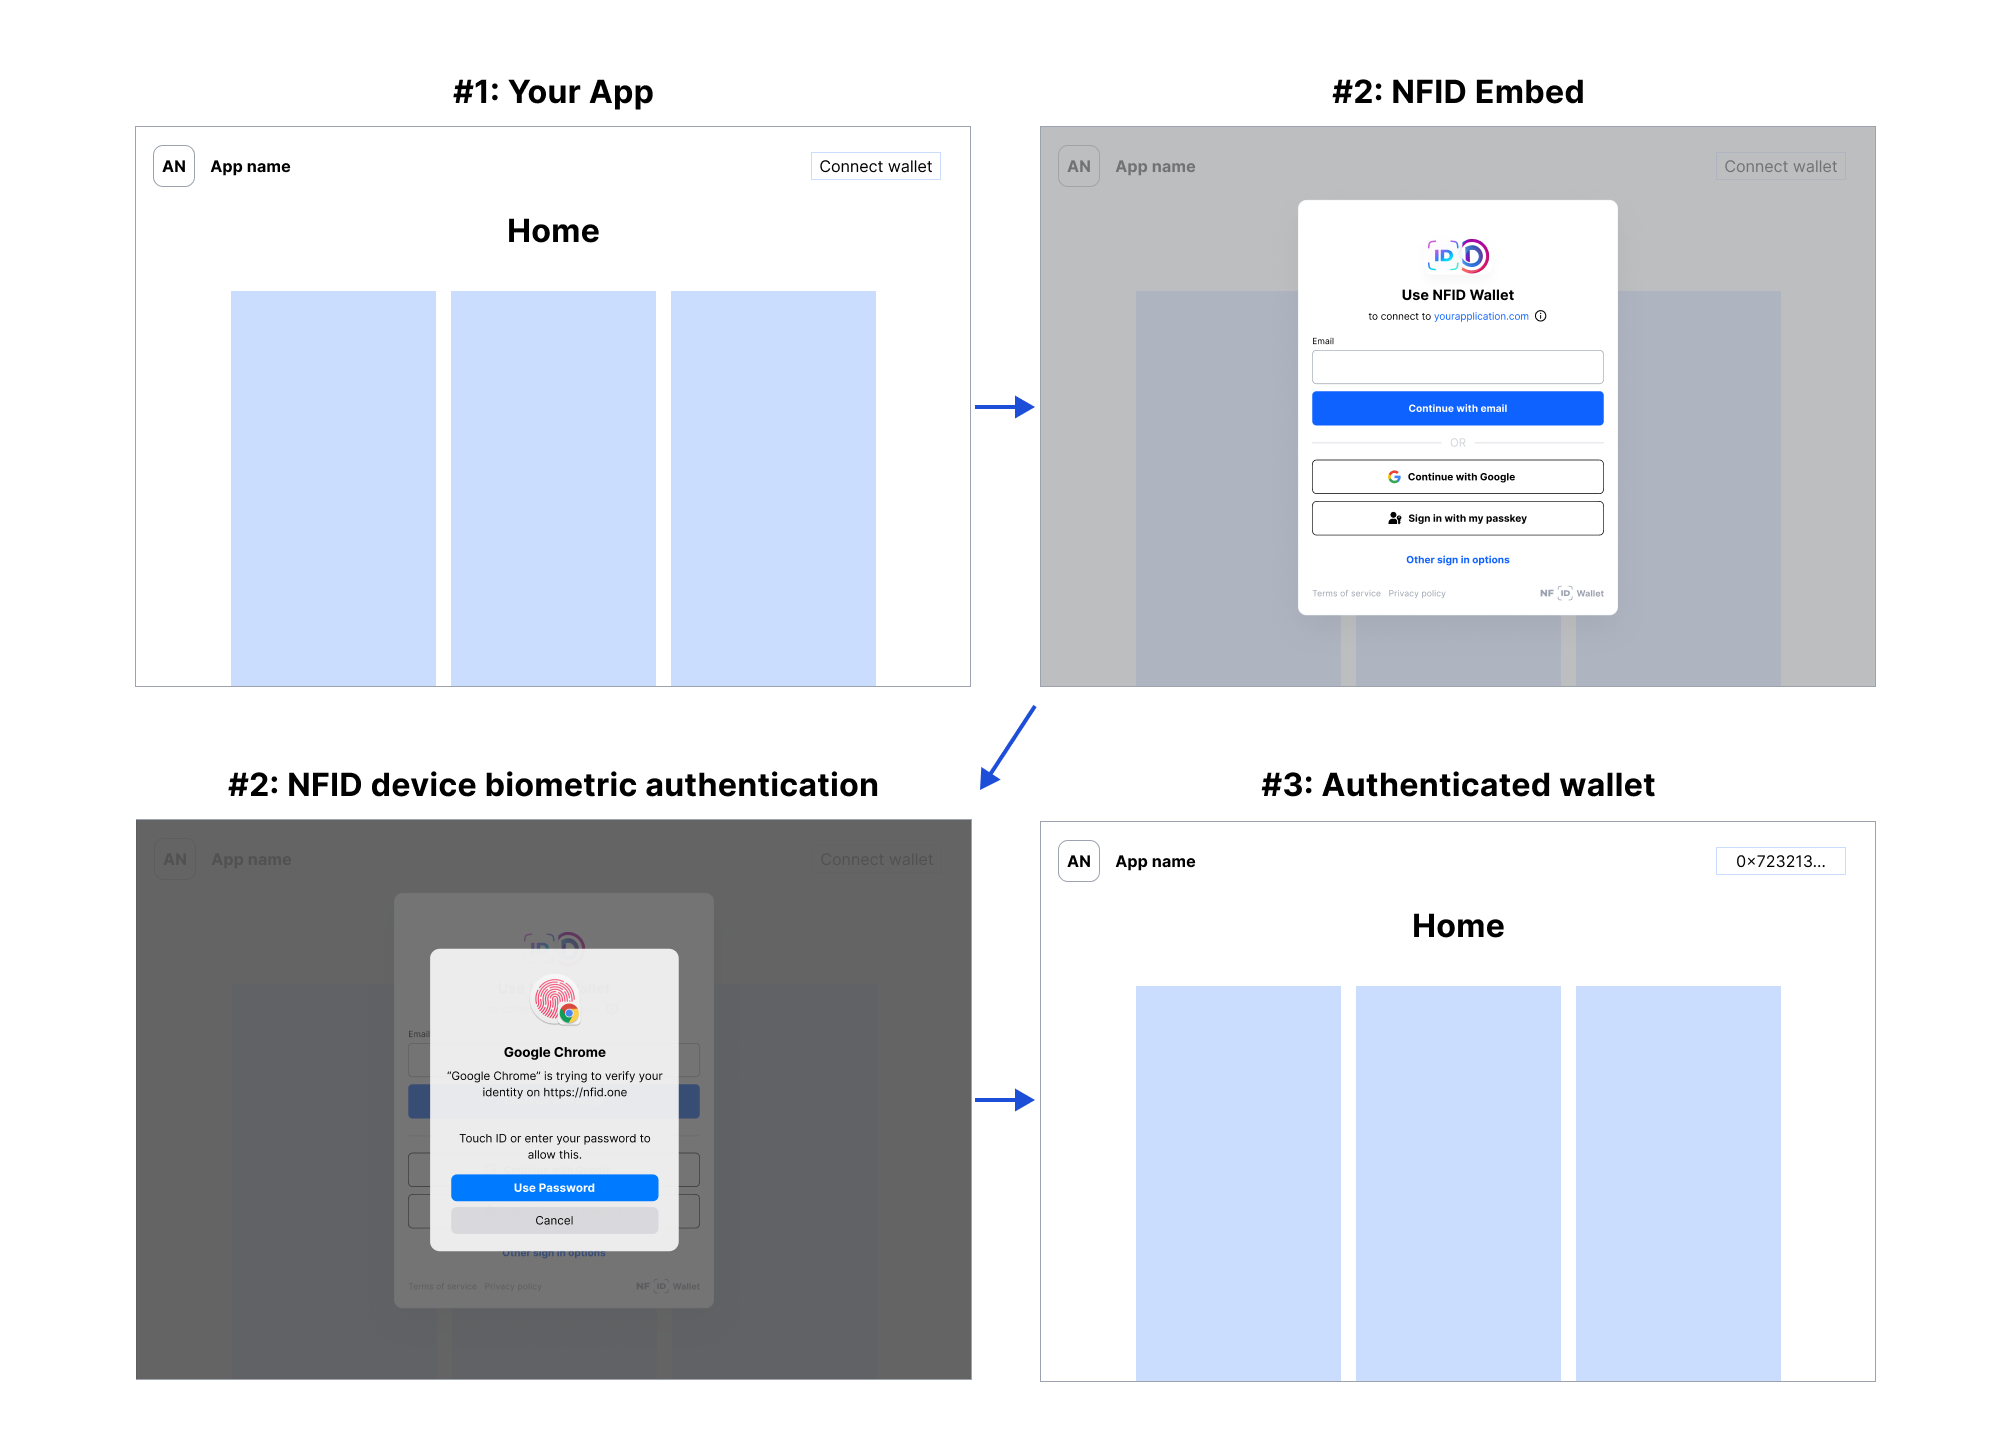 #1: Your App
AN
App name
Connect wallet
Home
#2: NFID Embed
AN
App name
Connect wallet
ID
Use NFID Wallet
to connect to yourapplication.com
Email
Continue with email
OR
Continue with Google
Sign in with my passkey
Other sign in options
Terms of service Privacy policy
NF ID Wallet
#2: NFID device biometric authentication
AN
App name
Connect wallet
Email
Google Chrome
“Google Chrome” is trying to verify your
identity on https://nfid.one
Touch ID or enter your password to
allow this.
Use Password
Cancel
Other sign in options
Terms of service Privacy policy
NF ID Wallet
#3: Authenticated wallet
AN
App name
0×723213...
Home